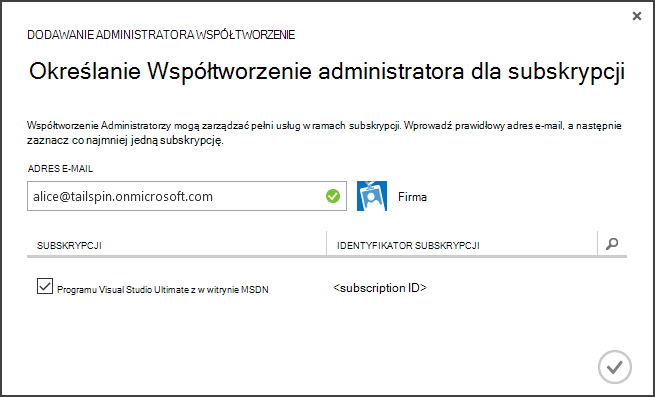 DODAWANIE ADMINISTRATORA WSPÓŁTWORZENIE
Określanie Współtworzenie administratora dla subskrypcji
Współtworzenie Administratorzy mogą zarządzać pełni usług w ramach subskrypcji. Wprowadź prawidłowy adres e-mail, a następnie
zaznacz co najmniej jedną subskrypcję.
ADRES E-MAIL
alice@tailspin.onmicrosoft.com
Firma
SUBSKRYPCJI IDENTYFIKATOR SUBSKRYPCJI
Programu Visual Studio Ultimate z w witrynie MSDN <subscription ID>